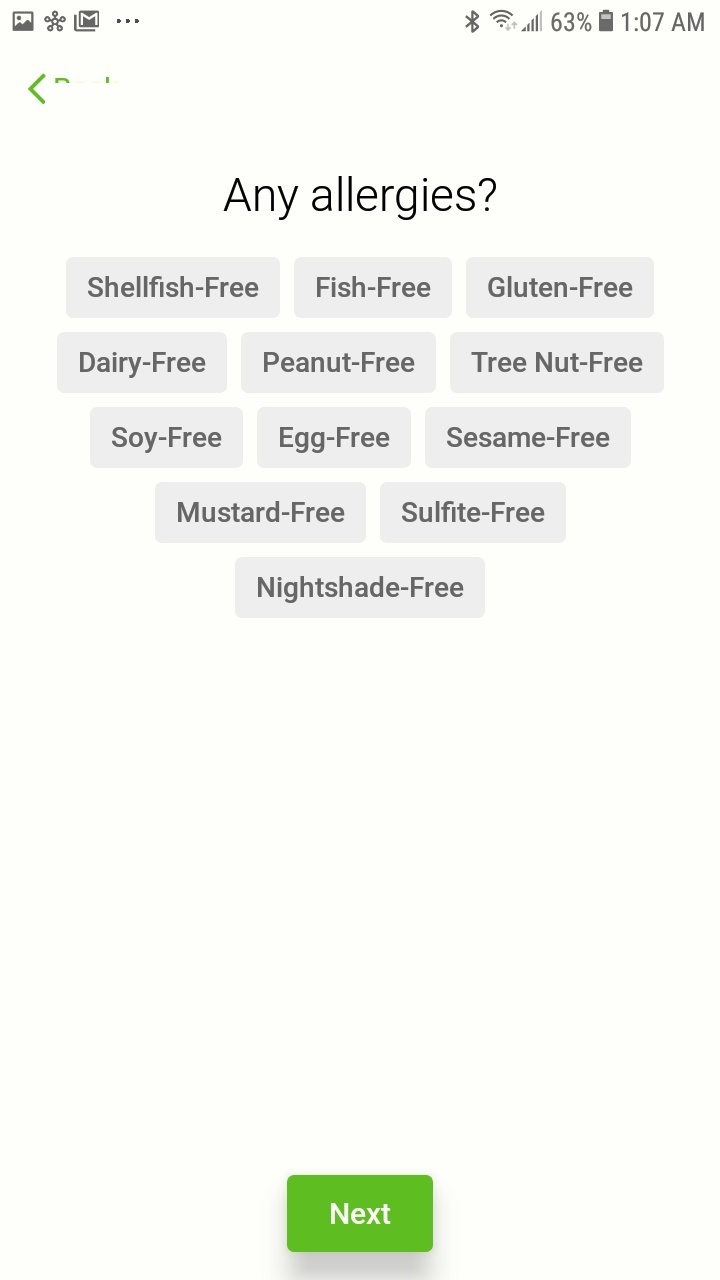 63% 1:07 AM
Any allergies?
Shellfish-Free Fish-Free Gluten-Free
Dairy-Free Peanut-Free Tree Nut-Free
Soy-Free Egg-Free Sesame-Free
Mustard-Free Sulfite-Free
Nightshade-Free
Next